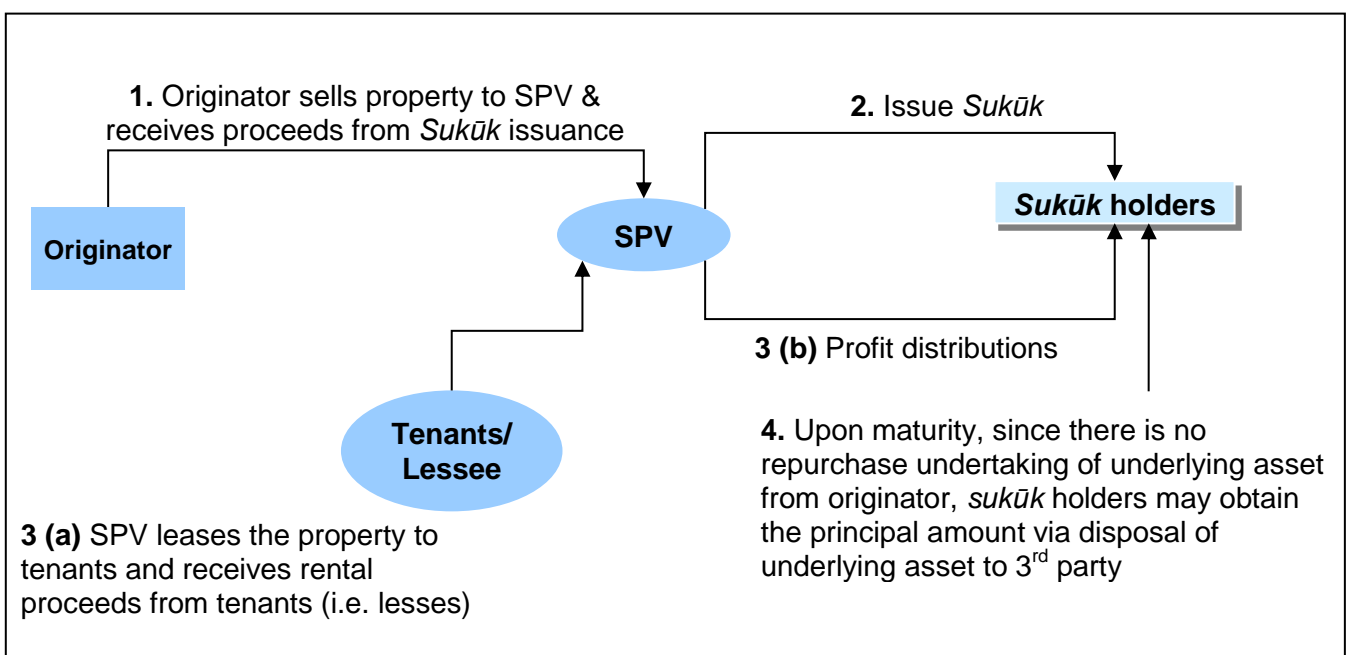 1. Originator sells property to SPV &
receives proceeds from Sukūk issuance
2. Issue Sukūk
Originator
SPV
Sukūk holders
3 (b) Profit distributions
Tenants/
Lessee
4. Upon maturity, since there is no
repurchase undertaking of underlying asset
from originator, sukūk holders may obtain
the principal amount via disposal of
underlying asset to 3rd party
3 (a) SPV leases the property to
tenants and receives rental
proceeds from tenants (i.e. lesses)